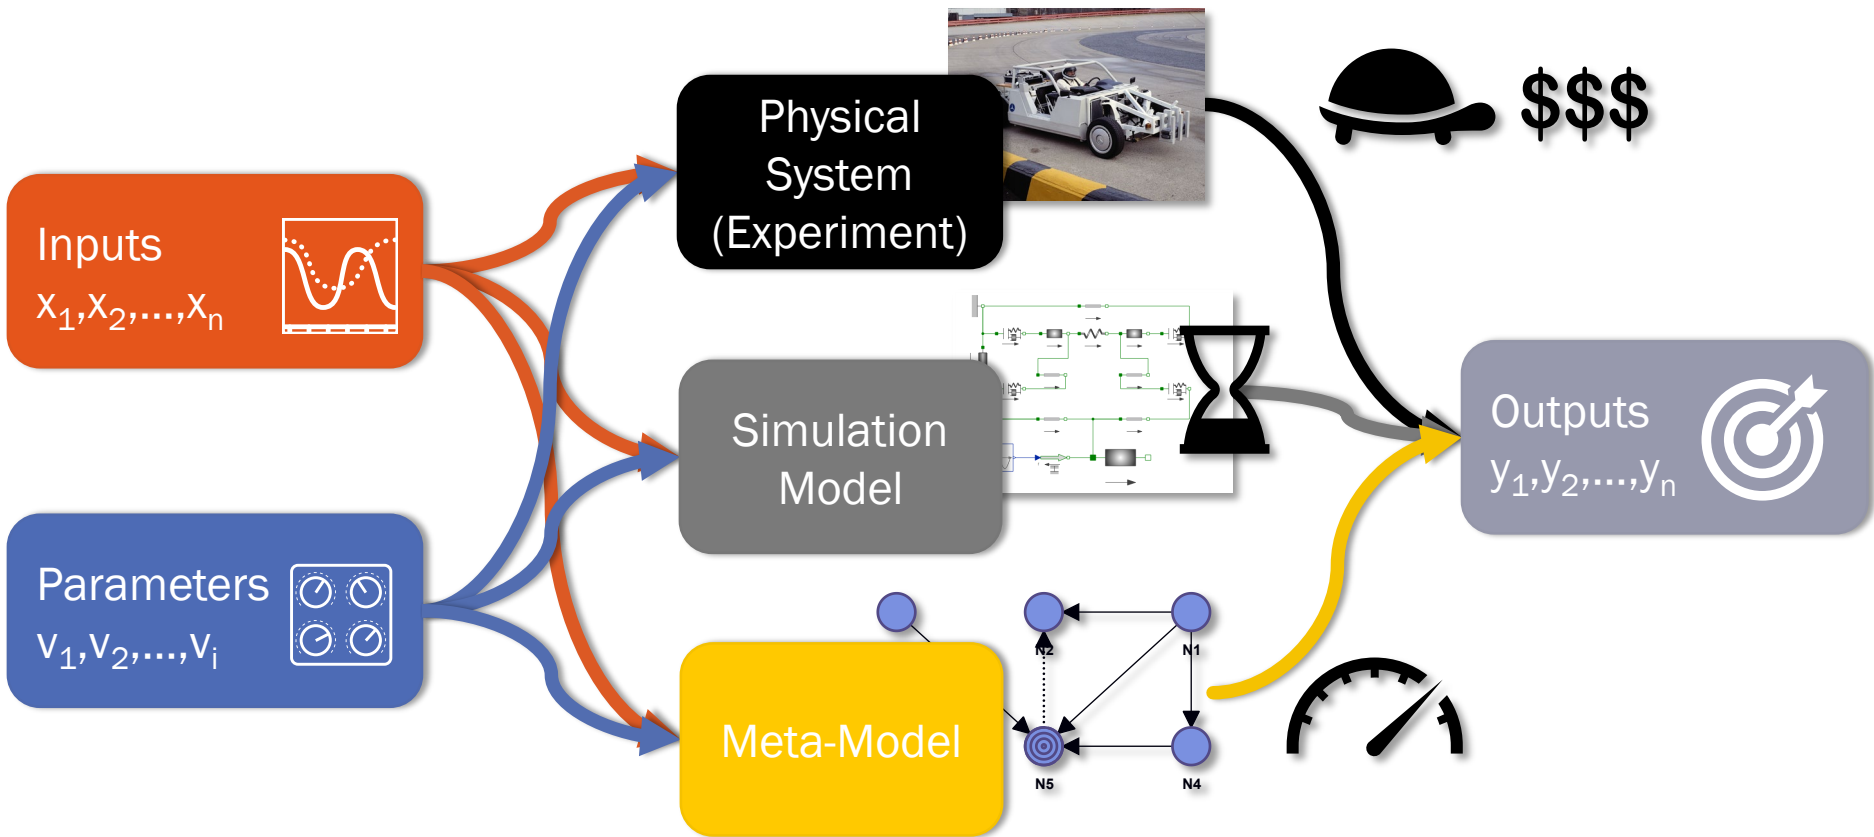 Physical
System
(Experiment)
$$$
Inputs
x₁,x₂,...,xₙ
Simulation
Model
Outputs
y₁,y₂,...,yₙ
Parameters
v₁,v₂,...,vᵢ
Meta-Model
N2
N1
N5
N4